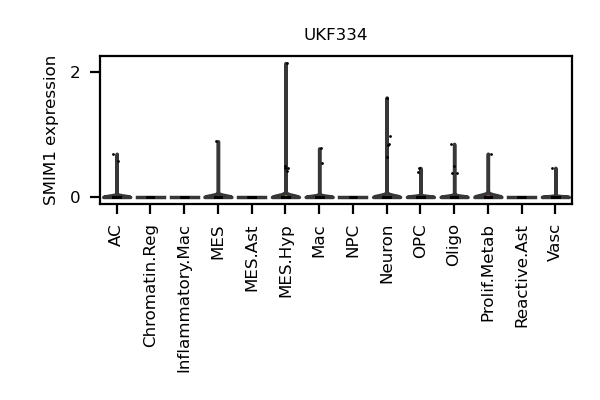 UKF334
SMIM1 expression
2
0
AC
Chromatin.Reg
Inflammatory.Mac
MES
MES.Ast
MES.Hyp
Mac
NPC
Neuron
OPC
Oligo
Prolif.Metab
Reactive.Ast
Vasc